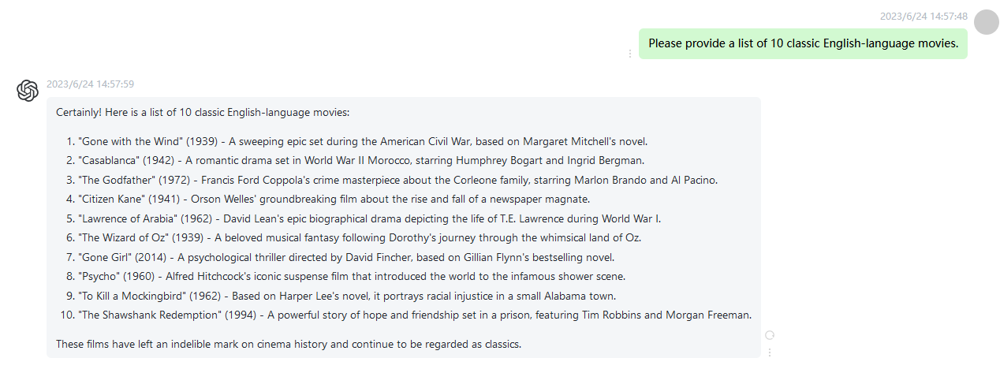 2023/6/24 14:57:48
Please provide a list of 10 classic English-language movies.
2023/6/24 14:57:59
Certainly! Here is a list of 10 classic English-language movies:
1. "Gone with the Wind" (1939) - A sweeping epic set during the American Civil War, based on Margaret Mitchell's novel.
2. "Casablanca" (1942) - A romantic drama set in World War II Morocco, starring Humphrey Bogart and Ingrid Bergman.
3. "The Godfather" (1972) - Francis Ford Coppola's crime masterpiece about the Corleone family, starring Marlon Brando and Al Pacino.
4. "Citizen Kane" (1941) - Orson Welles' groundbreaking film about the rise and fall of a newspaper magnate.
5. "Lawrence of Arabia" (1962) - David Lean's epic biographical drama depicting the life of T.E. Lawrence during World War I.
6. "The Wizard of Oz" (1939) - A beloved musical fantasy following Dorothy's journey through the whimsical land of Oz.
7. "Gone Girl" (2014) - A psychological thriller directed by David Fincher, based on Gillian Flynn's bestselling novel.
8. "Psycho" (1960) - Alfred Hitchcock's iconic suspense film that introduced the world to the infamous shower scene.
9. "To Kill a Mockingbird" (1962) - Based on Harper Lee's novel, it portrays racial injustice in a small Alabama town.
10. "The Shawshank Redemption" (1994) - A powerful story of hope and friendship set in a prison, featuring Tim Robbins and Morgan Freeman.
These films have left an indelible mark on cinema history and continue to be regarded as classics.